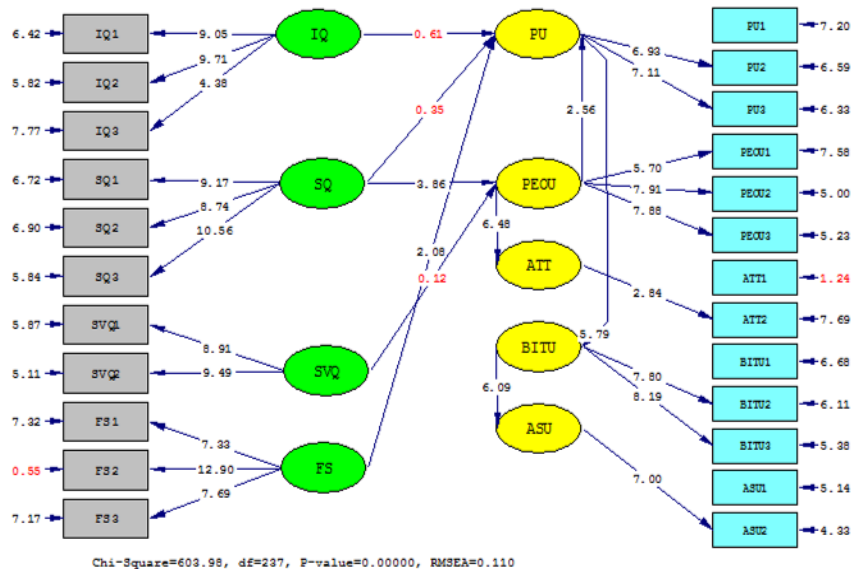 6.42 IQ1 9.05 IQ 0.61 PU PU1 7.20
5.82 IQ2 9.71 6.93 PU2 6.59
7.77 IQ3 4.38 7.11 PU3 6.33
0.35 2.56
6.72 SQ1 9.17 SQ 3.86 PEOU 5.70 PEOU1 7.58
6.90 SQ2 8.74 7.91 PEOU2 5.00
5.84 SQ3 10.56 6.48 7.88 PEOU3 5.23
2.08 ATT ATT1 1.24
0.12 2.84 ATT2 7.69
5.87 SVQ1 8.91 5.79 BITU1 6.68
5.11 SVQ2 9.49 SVQ BITU 7.80 BITU2 6.11
6.09 8.19 BITU3 5.38
7.32 FS1 7.33 ASU
0.55 FS2 12.90 FS 7.00 ASU1 5.14
7.17 FS3 7.69 ASU2 4.33
Chi-Square=603.98, df=237, P-value=0.00000, RMSEA=0.110